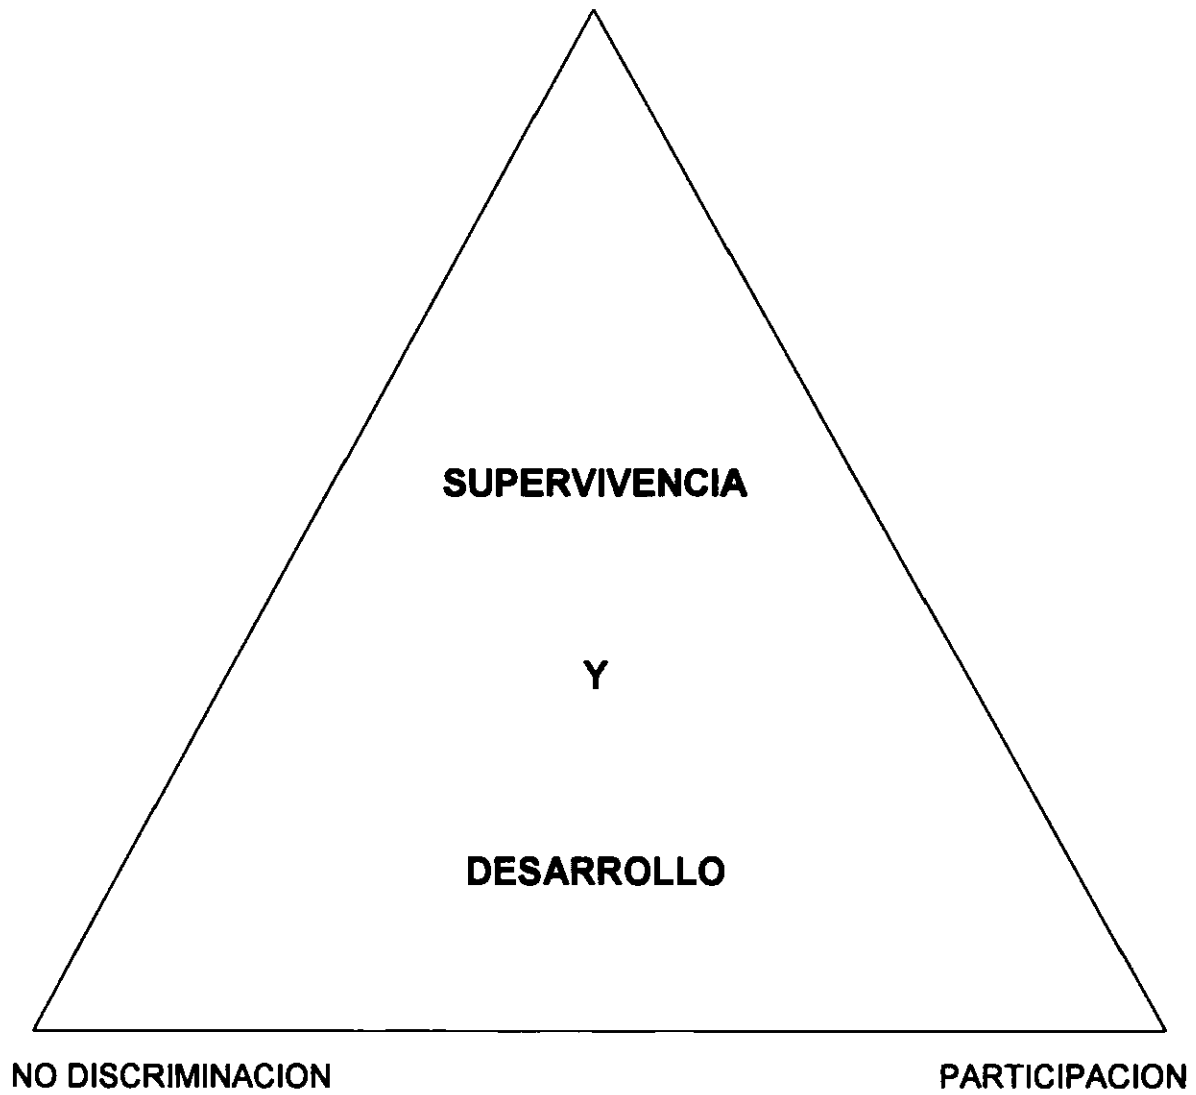 SUPERVIVENCIA
Y
DESARROLLO
NO DISCRIMINACION
PARTICIPACION